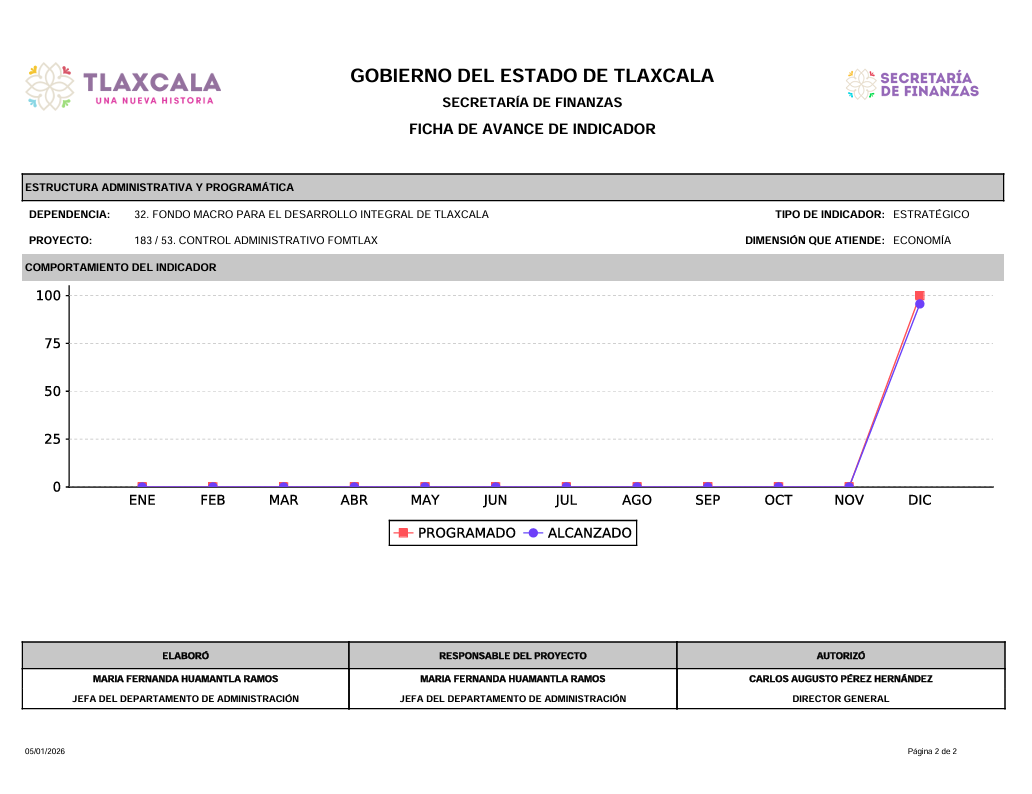 TLAXCALA
UNA NUEVA HISTORIA
GOBIERNO DEL ESTADO DE TLAXCALA
SECRETARÍA DE FINANZAS
FICHA DE AVANCE DE INDICADOR
SECRETARÍA
DE FINANZAS
ESTRUCTURA ADMINISTRATIVA Y PROGRAMÁTICA
DEPENDENCIA: 32. FONDO MACRO PARA EL DESARROLLO INTEGRAL DE TLAXCALA TIPO DE INDICADOR: ESTRATÉGICO
PROYECTO: 183 / 53. CONTROL ADMINISTRATIVO FOMTLAX DIMENSIÓN QUE ATIENDE: ECONOMÍA
COMPORTAMIENTO DEL INDICADOR
100
75
50
25
0
ENE FEB MAR ABR MAY JUN JUL AGO SEP OCT NOV DIC
PROGRAMADO ALCANZADO
ELABORÓ RESPONSABLE DEL PROYECTO AUTORIZÓ
MARIA FERNANDA HUAMANTLA RAMOS MARIA FERNANDA HUAMANTLA RAMOS CARLOS AUGUSTO PÉREZ HERNÁNDEZ
JEFA DEL DEPARTAMENTO DE ADMINISTRACIÓN JEFA DEL DEPARTAMENTO DE ADMINISTRACIÓN DIRECTOR GENERAL
05/01/2026 Página 2 de 2